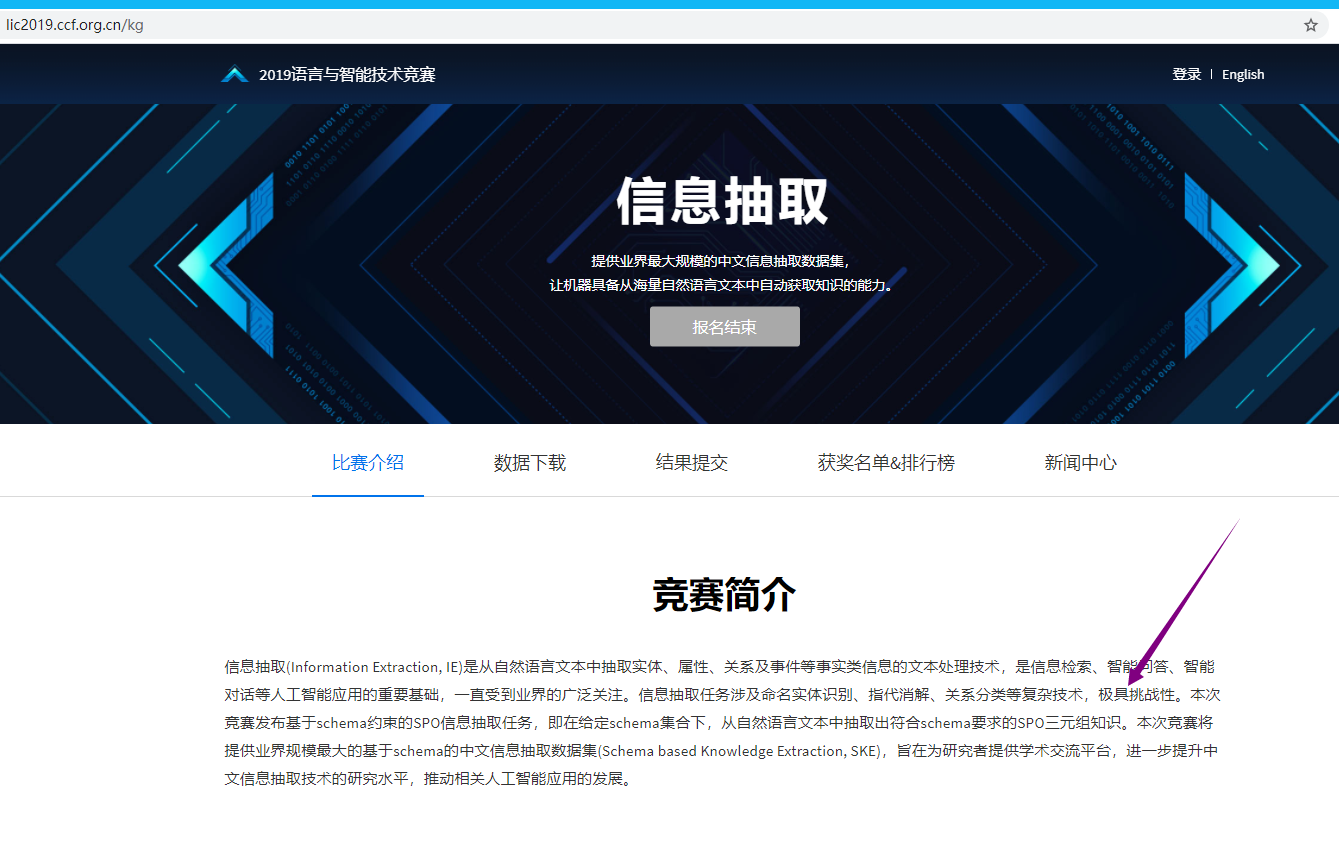 lic2019.ccf.org.cn/kg
2019语言与智能技术竞赛
登录 | English
信息抽取
提供业界最大规模的中文信息抽取数据集，
让机器具备从海量自然语言文本中自动获取知识的能力。
报名结束
比赛介绍 数据下载 结果提交 获奖名单&排行榜 新闻中心
竞赛简介
信息抽取(Information Extraction, IE)是从自然语言文本中抽取实体、属性、关系及事件等事实类信息的文本处理技术，是信息检索、智能问答、智能
对话等人工智能应用的重要基础，一直受到业界的广泛关注。信息抽取任务涉及命名实体识别、指代消解、关系分类等复杂技术，极具挑战性。本次
竞赛发布基于schema约束的SPO信息抽取任务，即在给定schema集合下，从自然语言文本中抽取出符合schema要求的SPO三元组知识。本次竞赛将
提供业界规模最大的基于schema的中文信息抽取数据集(Schema based Knowledge Extraction, SKE)，旨在为研究者提供学术交流平台，进一步提升中
文信息抽取技术的研究水平，推动相关人工智能应用的发展。